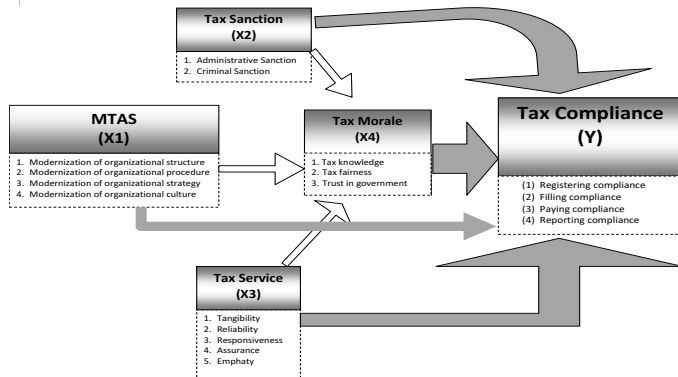 Tax Sanction
(X2)
1. Administrative Sanction
2. Criminal Sanction
MTAS
(X1)
1. Modernization of organizational structure
2. Modernization of organizational procedure
3. Modernization of organizational strategy
4. Modernization of organizational culture
Tax Morale
(X4)
1. Tax knowledge
2. Tax fairness
3. Trust in government
Tax Compliance
(Y)
(1) Registering compliance
(2) Filling compliance
(3) Paying compliance
(4) Reporting compliance
Tax Service
(X3)
1. Tangibility
2. Reliability
3. Responsiveness
4. Assurance
5. Emphaty